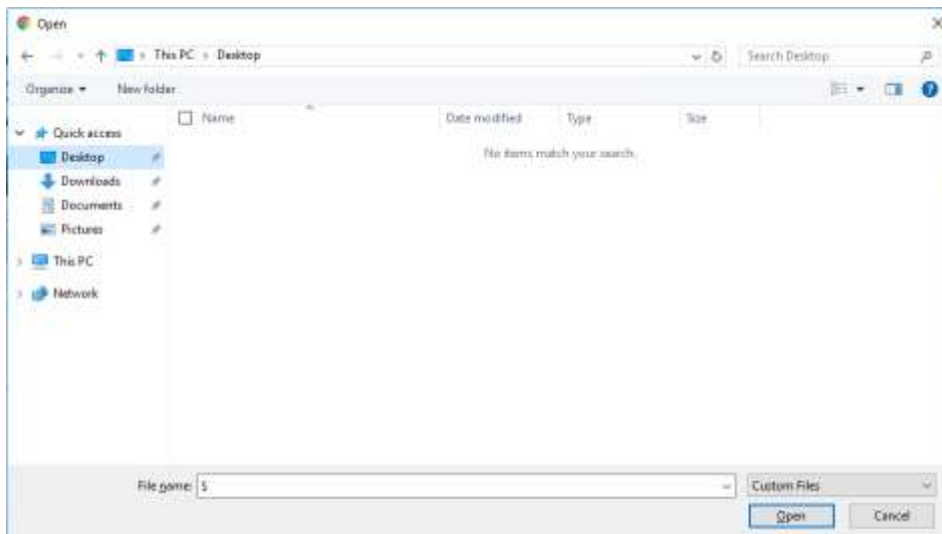 Open
This PC Desktop
Search Desktop
Organize New folder
Name Date modified Type Size
No items match your search.
Quick access
Desktop
Downloads
Documents
Pictures
This PC
Network
File name: S Custom Files
Open Cancel